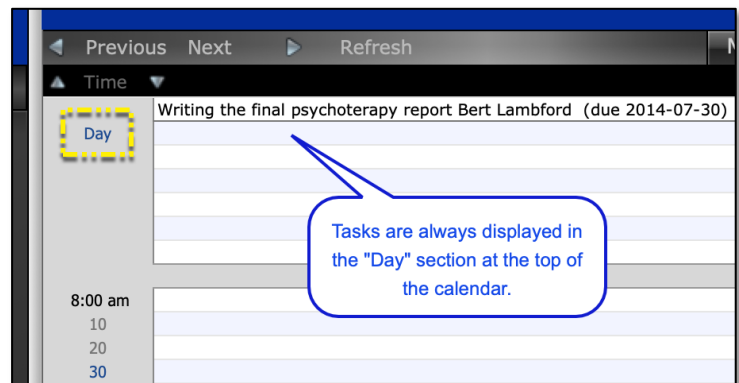 Previous Next Refresh
Time
Writing the final psychoterapy report Bert Lambford (due 2014-07-30)
Day
Tasks are always displayed in
the "Day" section at the top of
the calendar.
8:00 am
10
20
30